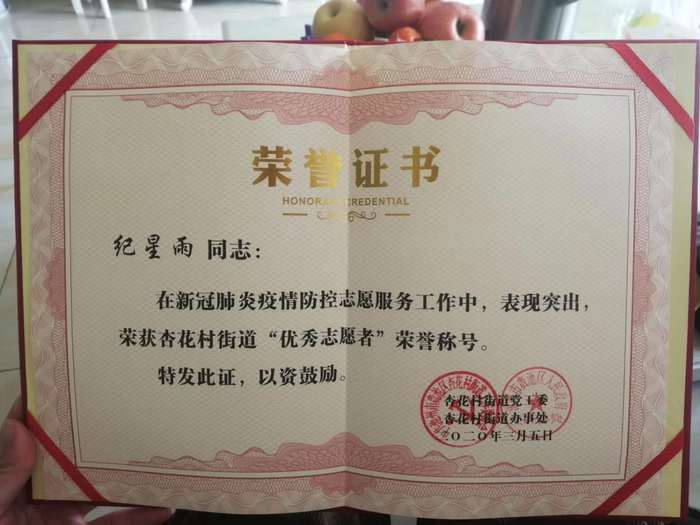 荣誉证书
HONORARY CREDENTIAL
纪星雨 同志：
在新冠肺炎疫情防控志愿服务工作中，表现突出，
荣获杏花村街道“优秀志愿者”荣誉称号。
特发此证，以资鼓励。
杏花村街道党工委
杏花村街道办事处
二〇二〇年三月五日